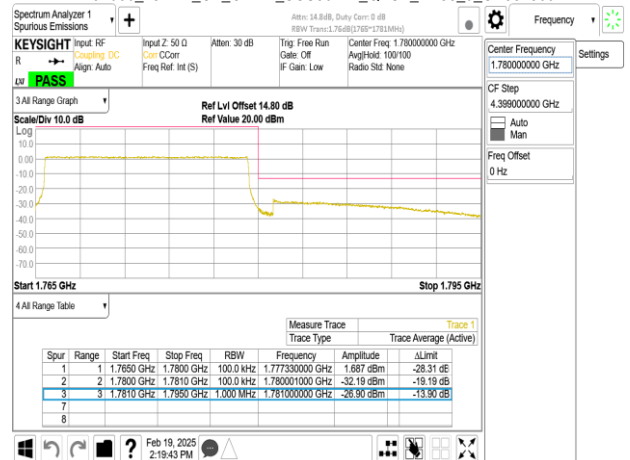 Spectrum Analyzer 1
Spurious Emissions
Attn: 14.8dB, Duty Corr: 0 dB
RBW Trans:1.76dB(1765~1781MHz)
Frequency
KEYSIGHT
R
LXI
PASS
Input: RF
Coupling: DC
Align: Auto
Input Z: 50 Ω
Corr CCorr
Freq Ref: Int (S)
Atten: 30 dB
Trig: Free Run
Gate: Off
IF Gain: Low
Center Freq: 1.780000000 GHz
Avg|Hold: 100/100
Radio Std: None
Center Frequency
1.780000000 GHz
Settings
CF Step
4.399000000 GHz
Auto
Man
Freq Offset
0 Hz
3 All Range Graph
Ref Lvl Offset 14.80 dB
Scale/Div 10.0 dB
Ref Value 20.00 dBm
Log
10.0
0.00
-10.0
-20.0
-30.0
-40.0
-50.0
-60.0
-70.0
Start 1.765 GHz
Stop 1.795 GHz
4 All Range Table
Measure Trace Trace 1
Trace Type Trace Average (Active)
Spur Range Start Freq Stop Freq RBW Frequency Amplitude ΔLimit
1 1 1.7650 GHz 1.7800 GHz 100.0 kHz 1.777330000 GHz 1.687 dBm -28.31 dB
2 2 1.7800 GHz 1.7810 GHz 100.0 kHz 1.780001000 GHz -32.19 dBm -19.19 dB
3 3 1.7810 GHz 1.7950 GHz 1.000 MHz 1.781000000 GHz -26.90 dBm -13.90 dB
7
8
?
Feb 19, 2025
2:19:43 PM